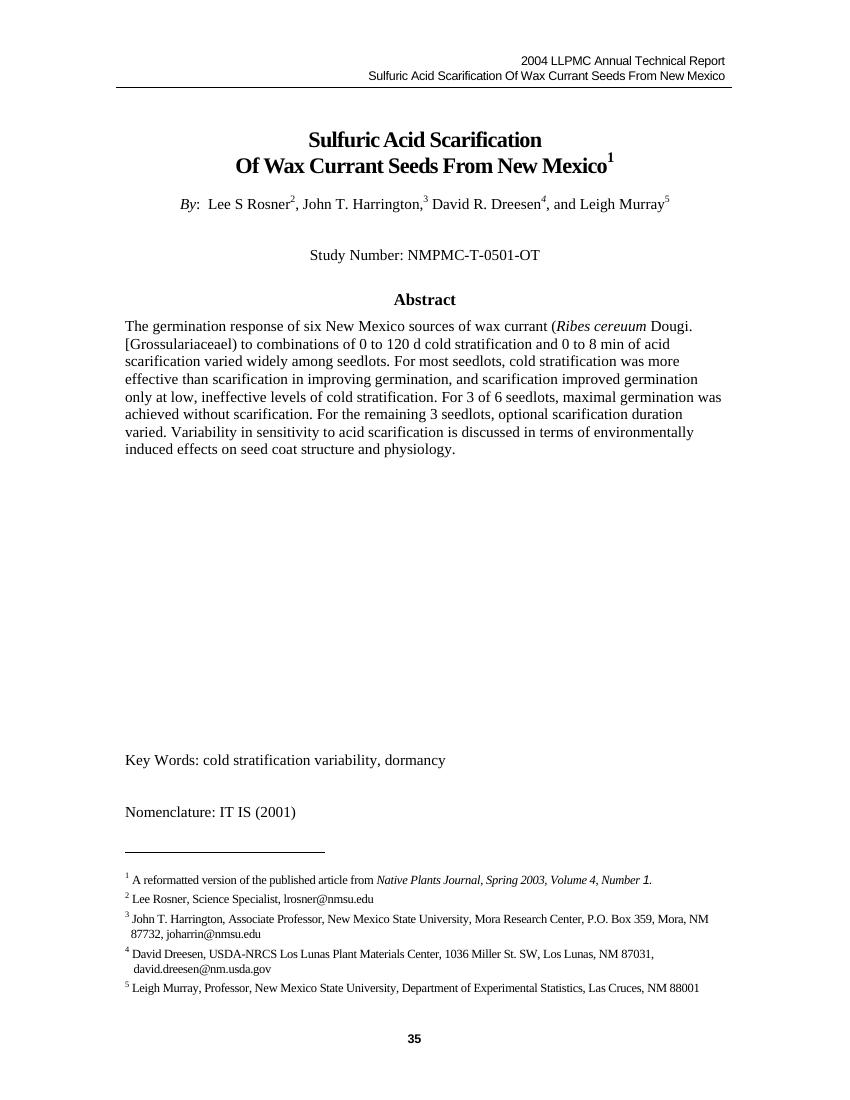 2004 LLPMC Annual Technical Report
Sulfuric Acid Scarification Of Wax Currant Seeds From New Mexico
Sulfuric Acid Scarification
Of Wax Currant Seeds From New Mexico1
By: Lee S Rosner2, John T. Harrington,3 David R. Dreesen4, and Leigh Murray5
Study Number: NMPMC-T-0501-OT
Abstract
The germination response of six New Mexico sources of wax currant (Ribes cereuum Dougi.
[Grossulariaceael) to combinations of 0 to 120 d cold stratification and 0 to 8 min of acid
scarification varied widely among seedlots. For most seedlots, cold stratification was more
effective than scarification in improving germination, and scarification improved germination
only at low, ineffective levels of cold stratification. For 3 of 6 seedlots, maximal germination was
achieved without scarification. For the remaining 3 seedlots, optional scarification duration
varied. Variability in sensitivity to acid scarification is discussed in terms of environmentally
induced effects on seed coat structure and physiology.
Key Words: cold stratification variability, dormancy
Nomenclature: IT IS (2001)
1 A reformatted version of the published article from Native Plants Journal, Spring 2003, Volume 4, Number 1.
2 Lee Rosner, Science Specialist, lrosner@nmsu.edu
3 John T. Harrington, Associate Professor, New Mexico State University, Mora Research Center, P.O. Box 359, Mora, NM
87732, joharrin@nmsu.edu
4 David Dreesen, USDA-NRCS Los Lunas Plant Materials Center, 1036 Miller St. SW, Los Lunas, NM 87031,
david.dreesen@nm.usda.gov
5 Leigh Murray, Professor, New Mexico State University, Department of Experimental Statistics, Las Cruces, NM 88001
35